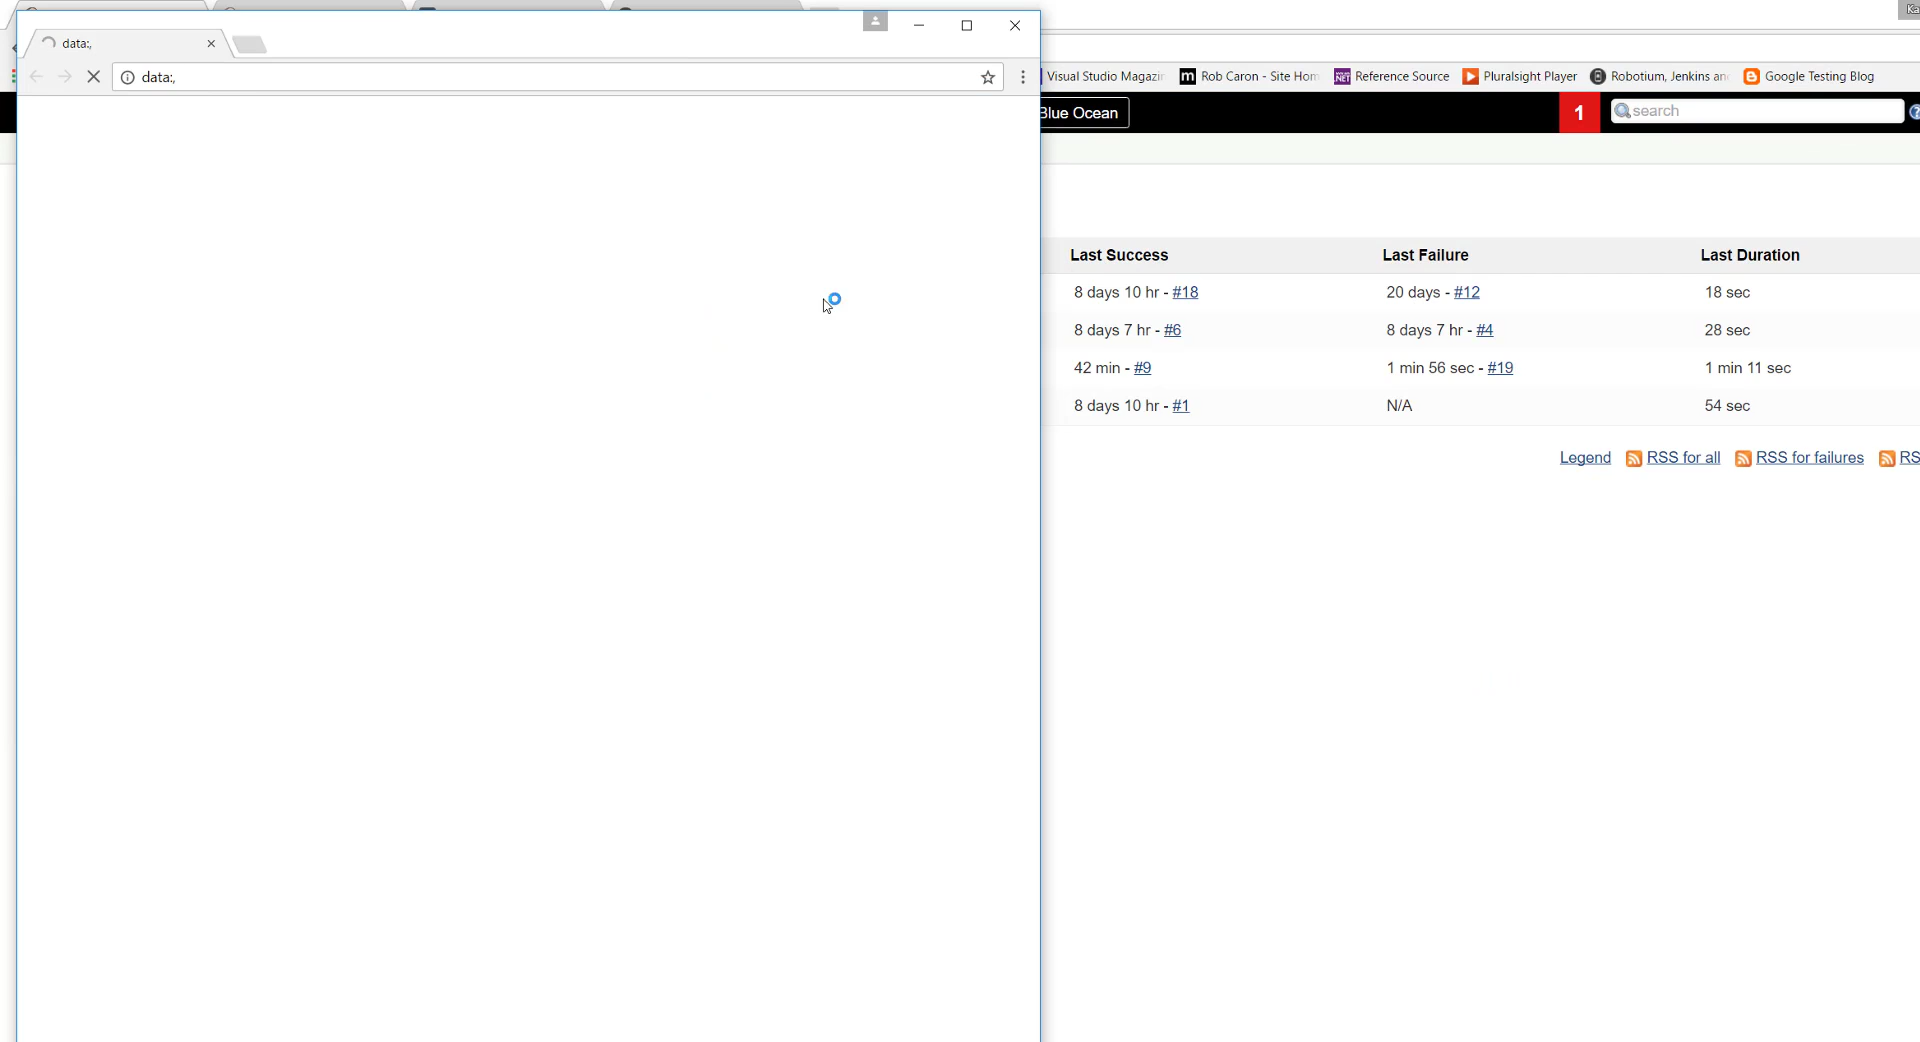 data:,
data:,
Visual Studio Magazi
Rob Caron - Site Hom
Reference Source
Pluralsight Player
Robotium, Jenkins an
Google Testing Blog
Blue Ocean
1
search
Last Success Last Failure Last Duration
8 days 10 hr - #18 20 days - #12 18 sec
8 days 7 hr - #6 8 days 7 hr - #4 28 sec
42 min - #9 1 min 56 sec - #19 1 min 11 sec
8 days 10 hr - #1 N/A 54 sec
Legend RSS for all RSS for failures RS